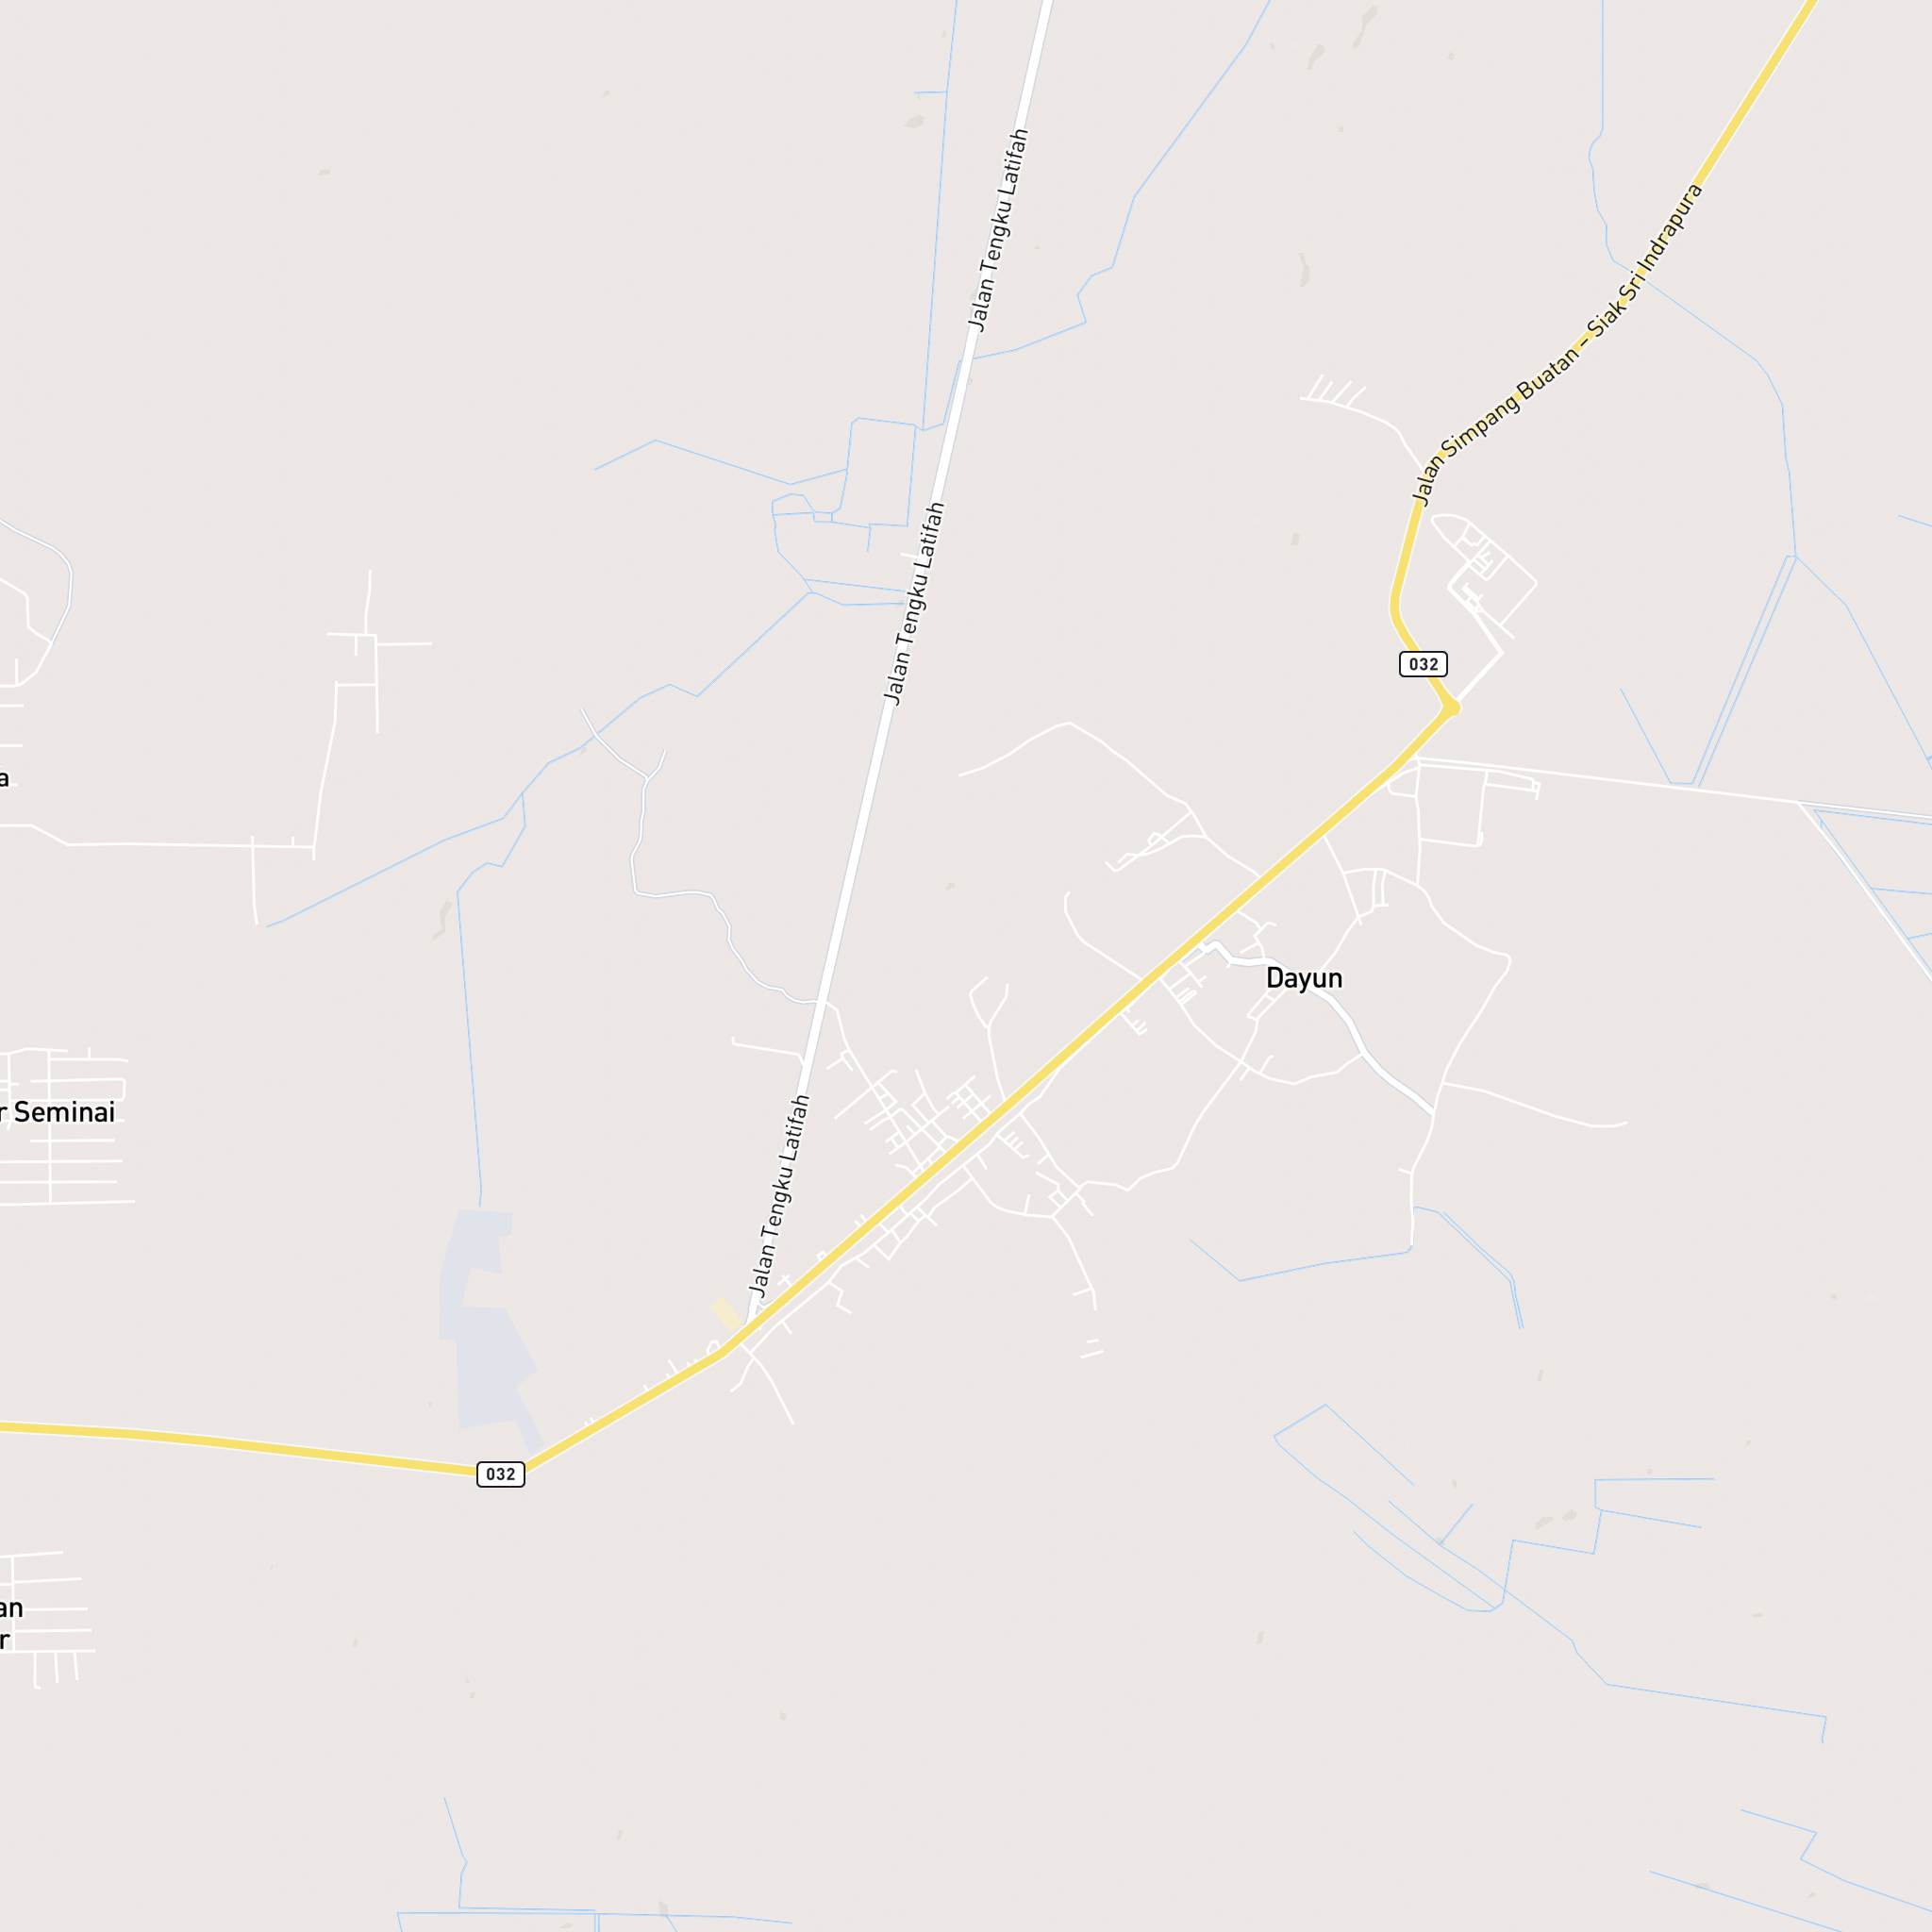 Jalan Tengku Latifah
Jalan Simpang Buatan – Siak Sri Indrapura
Jalan Tengku Latifah
032
a
Dayun
r Seminai
Jalan Tengku Latifah
032
an
r